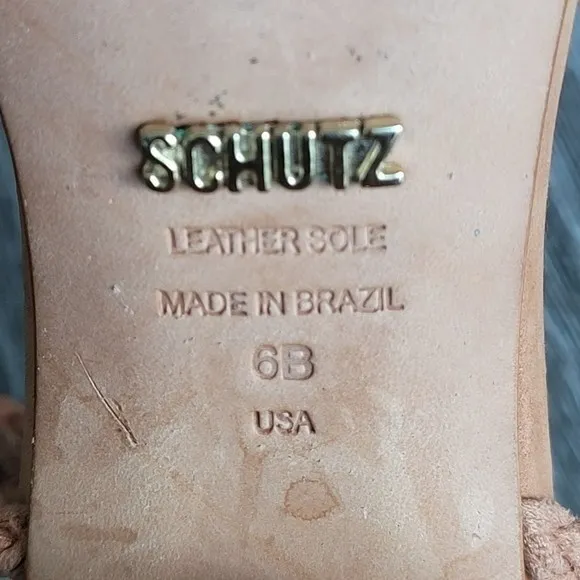 SCHUTZ
LEATHER SOLE
MADE IN BRAZIL
6B
USA